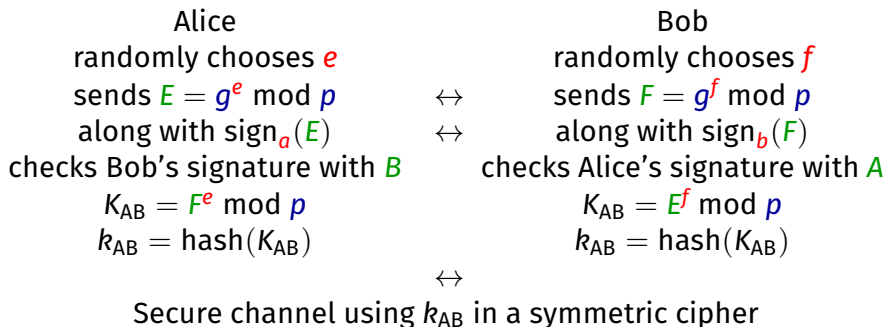 Alice Bob
randomly chooses e randomly chooses f
sends E = g^e mod p ↔ sends F = g^f mod p
along with sign_a(E) ↔ along with sign_b(F)
checks Bob's signature with B checks Alice's signature with A
K_AB = F^e mod p K_AB = E^f mod p
k_AB = hash(K_AB) k_AB = hash(K_AB)
↔
Secure channel using k_AB in a symmetric cipher